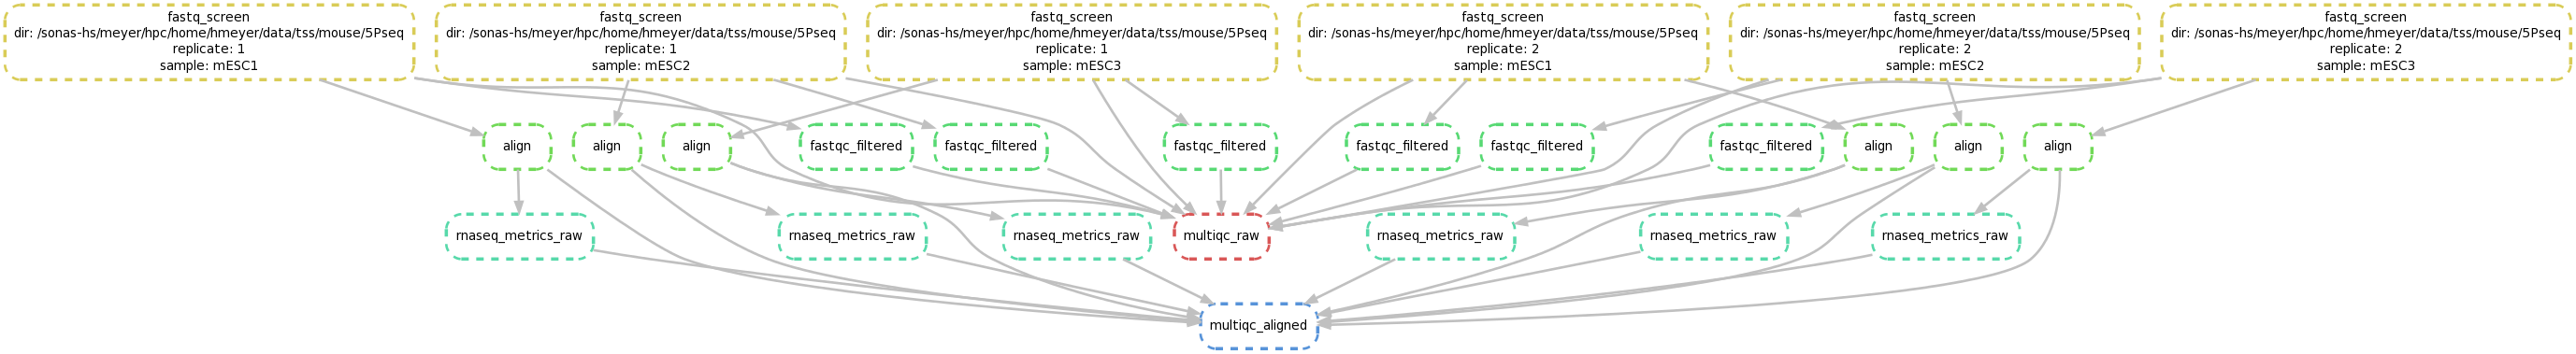 fastq_screen
dir: /sonas-hs/meyer/hpc/home/hmeyer/data/tss/mouse/5Pseq
replicate: 1
sample: mESC1
fastq_screen
dir: /sonas-hs/meyer/hpc/home/hmeyer/data/tss/mouse/5Pseq
replicate: 1
sample: mESC2
fastq_screen
dir: /sonas-hs/meyer/hpc/home/hmeyer/data/tss/mouse/5Pseq
replicate: 1
sample: mESC3
fastq_screen
dir: /sonas-hs/meyer/hpc/home/hmeyer/data/tss/mouse/5Pseq
replicate: 2
sample: mESC1
fastq_screen
dir: /sonas-hs/meyer/hpc/home/hmeyer/data/tss/mouse/5Pseq
replicate: 2
sample: mESC2
fastq_screen
dir: /sonas-hs/meyer/hpc/home/hmeyer/data/tss/mouse/5Pseq
replicate: 2
sample: mESC3
align
align
align
fastqc_filtered
fastqc_filtered
fastqc_filtered
fastqc_filtered
fastqc_filtered
fastqc_filtered
align
align
align
rnaseq_metrics_raw
rnaseq_metrics_raw
rnaseq_metrics_raw
multiqc_raw
rnaseq_metrics_raw
rnaseq_metrics_raw
rnaseq_metrics_raw
multiqc_aligned